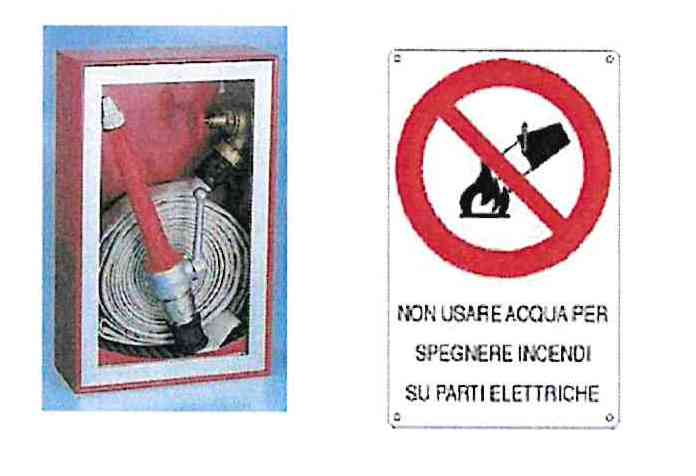 NON USARE ACQUA PER
SPEGNERE INCENDI
SU PARTI ELETTRICHE